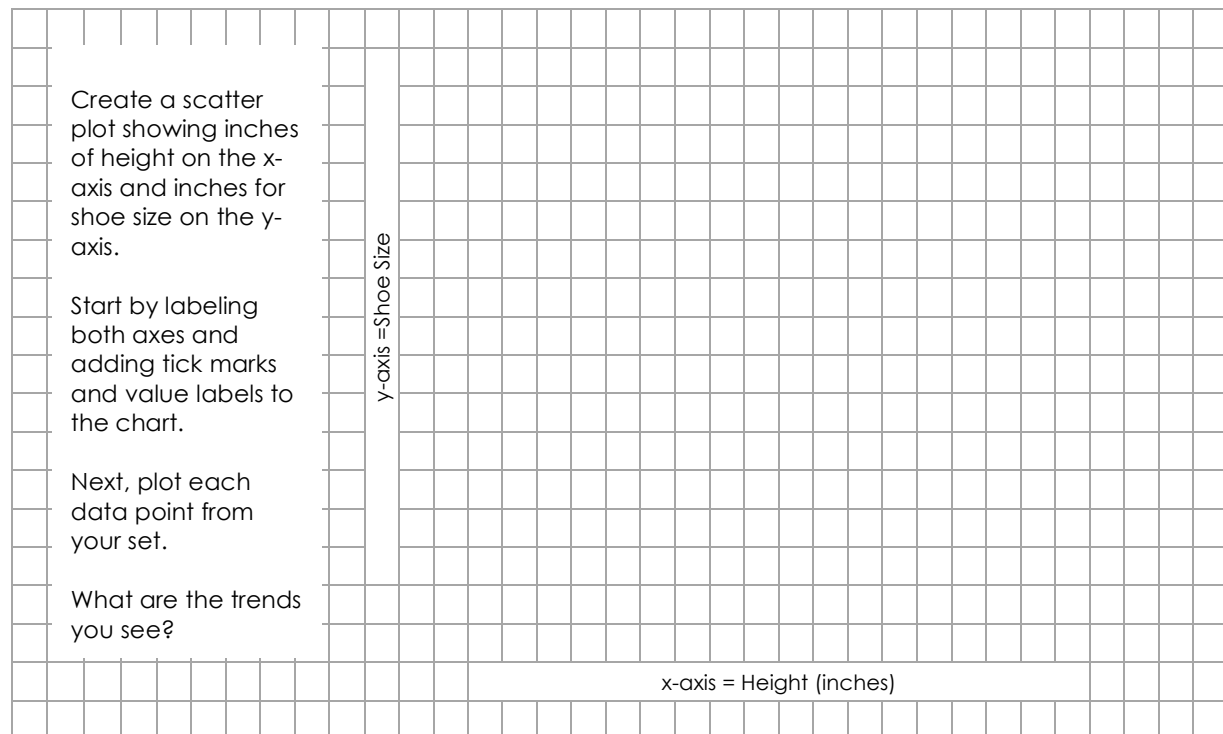 Create a scatter
plot showing inches
of height on the x-
axis and inches for
shoe size on the y-
axis.
Start by labeling
both axes and
adding tick marks
and value labels to
the chart.
Next, plot each
data point from
your set.
What are the trends
you see?
y-axis =Shoe Size
x-axis = Height (inches)